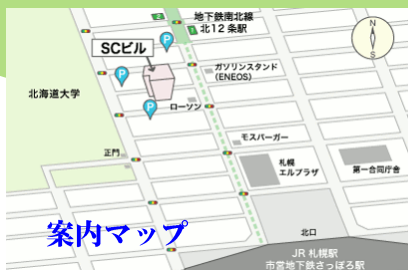 地下鉄南北線
北12条駅
N
S
2
1
SCビル
P
P
P
ガソリンスタンド
(ENEOS)
北海道大学
ローソン
モスバーガー
正門
札幌
エルプラザ
第一合同庁舎
案内マップ
北口
JR 札幌駅
市営地下鉄さっぽろ駅